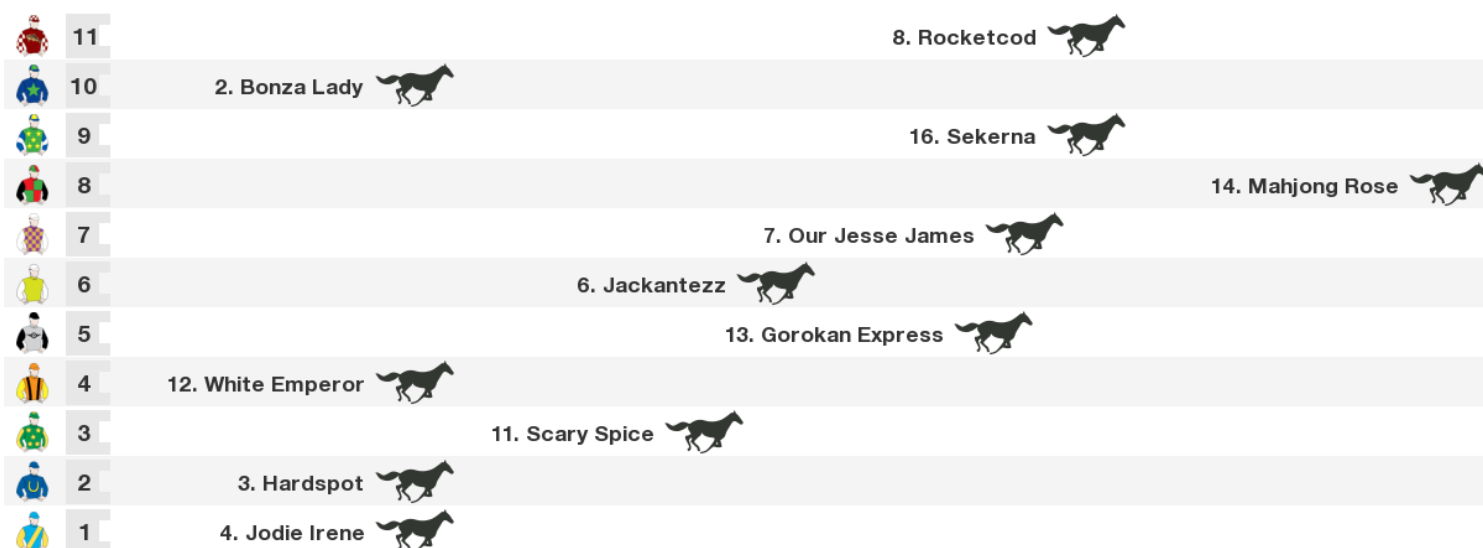 11 8. Rocketcod
10 2. Bonza Lady
9 16. Sekerna
8 14. Mahjong Rose
7 7. Our Jesse James
6 6. Jackantezz
5 13. Gorokan Express
4 12. White Emperor
3 11. Scary Spice
2 3. Hardspot
1 4. Jodie Irene